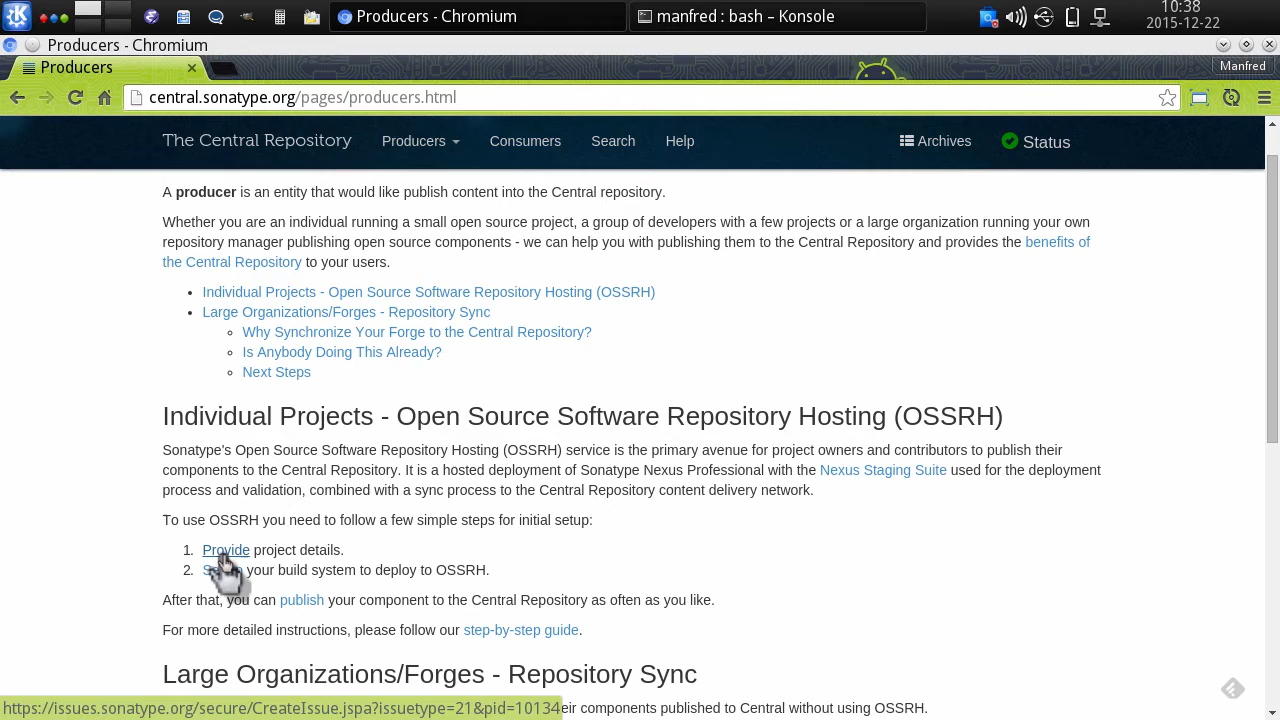 Producers - Chromium
manfred : bash – Konsole
10:38
2015-12-22
Producers - Chromium
Producers
Manfred
central.sonatype.org/pages/producers.html
The Central Repository
Producers
Consumers
Search
Help
Archives
Status
A producer is an entity that would like publish content into the Central repository.
Whether you are an individual running a small open source project, a group of developers with a few projects or a large organization running your own
repository manager publishing open source components - we can help you with publishing them to the Central Repository and provides the benefits of
the Central Repository to your users.
• Individual Projects - Open Source Software Repository Hosting (OSSRH)
• Large Organizations/Forges - Repository Sync
◦ Why Synchronize Your Forge to the Central Repository?
◦ Is Anybody Doing This Already?
◦ Next Steps
Individual Projects - Open Source Software Repository Hosting (OSSRH)
Sonatype's Open Source Software Repository Hosting (OSSRH) service is the primary avenue for project owners and contributors to publish their
components to the Central Repository. It is a hosted deployment of Sonatype Nexus Professional with the Nexus Staging Suite used for the deployment
process and validation, combined with a sync process to the Central Repository content delivery network.
To use OSSRH you need to follow a few simple steps for initial setup:
1. Provide project details.
2. your build system to deploy to OSSRH.
After that, you can publish your component to the Central Repository as often as you like.
For more detailed instructions, please follow our step-by-step guide.
Large Organizations/Forges - Repository Sync
https://issues.sonatype.org/secure/CreateIssue.jspa?issuetype=21&pid=10134
components published to Central without using OSSRH.